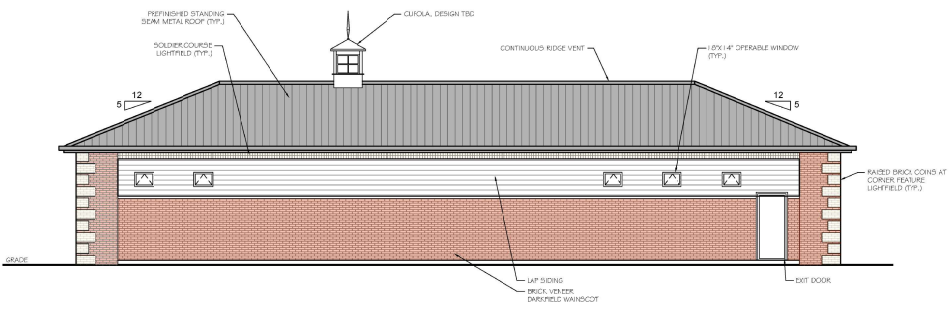 PREFINISHED STANDING
SEAM METAL ROOF (TYP.)
CUPOLA, DESIGN TBD
SOLDIER COURSE
LIGHTFIELD (TYP.)
CONTINUOUS RIDGE VENT
18"X14" OPERABLE WINDOW
(TYP.)
12
5
12
5
RAISED BRICK COINS AT
CORNER FEATURE
LIGHTFIELD (TYP.)
GRADE
LAP SIDING
EXIT DOOR
BRICK VENEER
DARKFIELD WAINSCOT